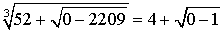 ∛(52 + √(0 − 2209)) = 4 + √(0 − 1)